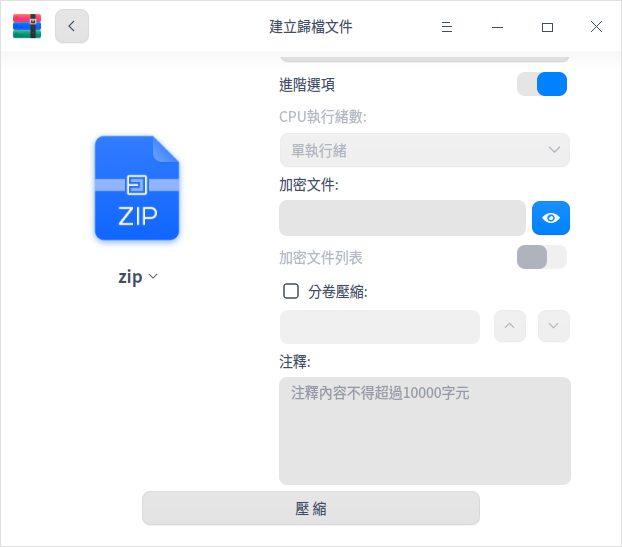 建立歸檔文件
進階選項
CPU執行緒數:
單執行緒
加密文件:
加密文件列表
分卷壓縮:
注釋:
注釋內容不得超過10000字元
ZIP
zip
壓 縮